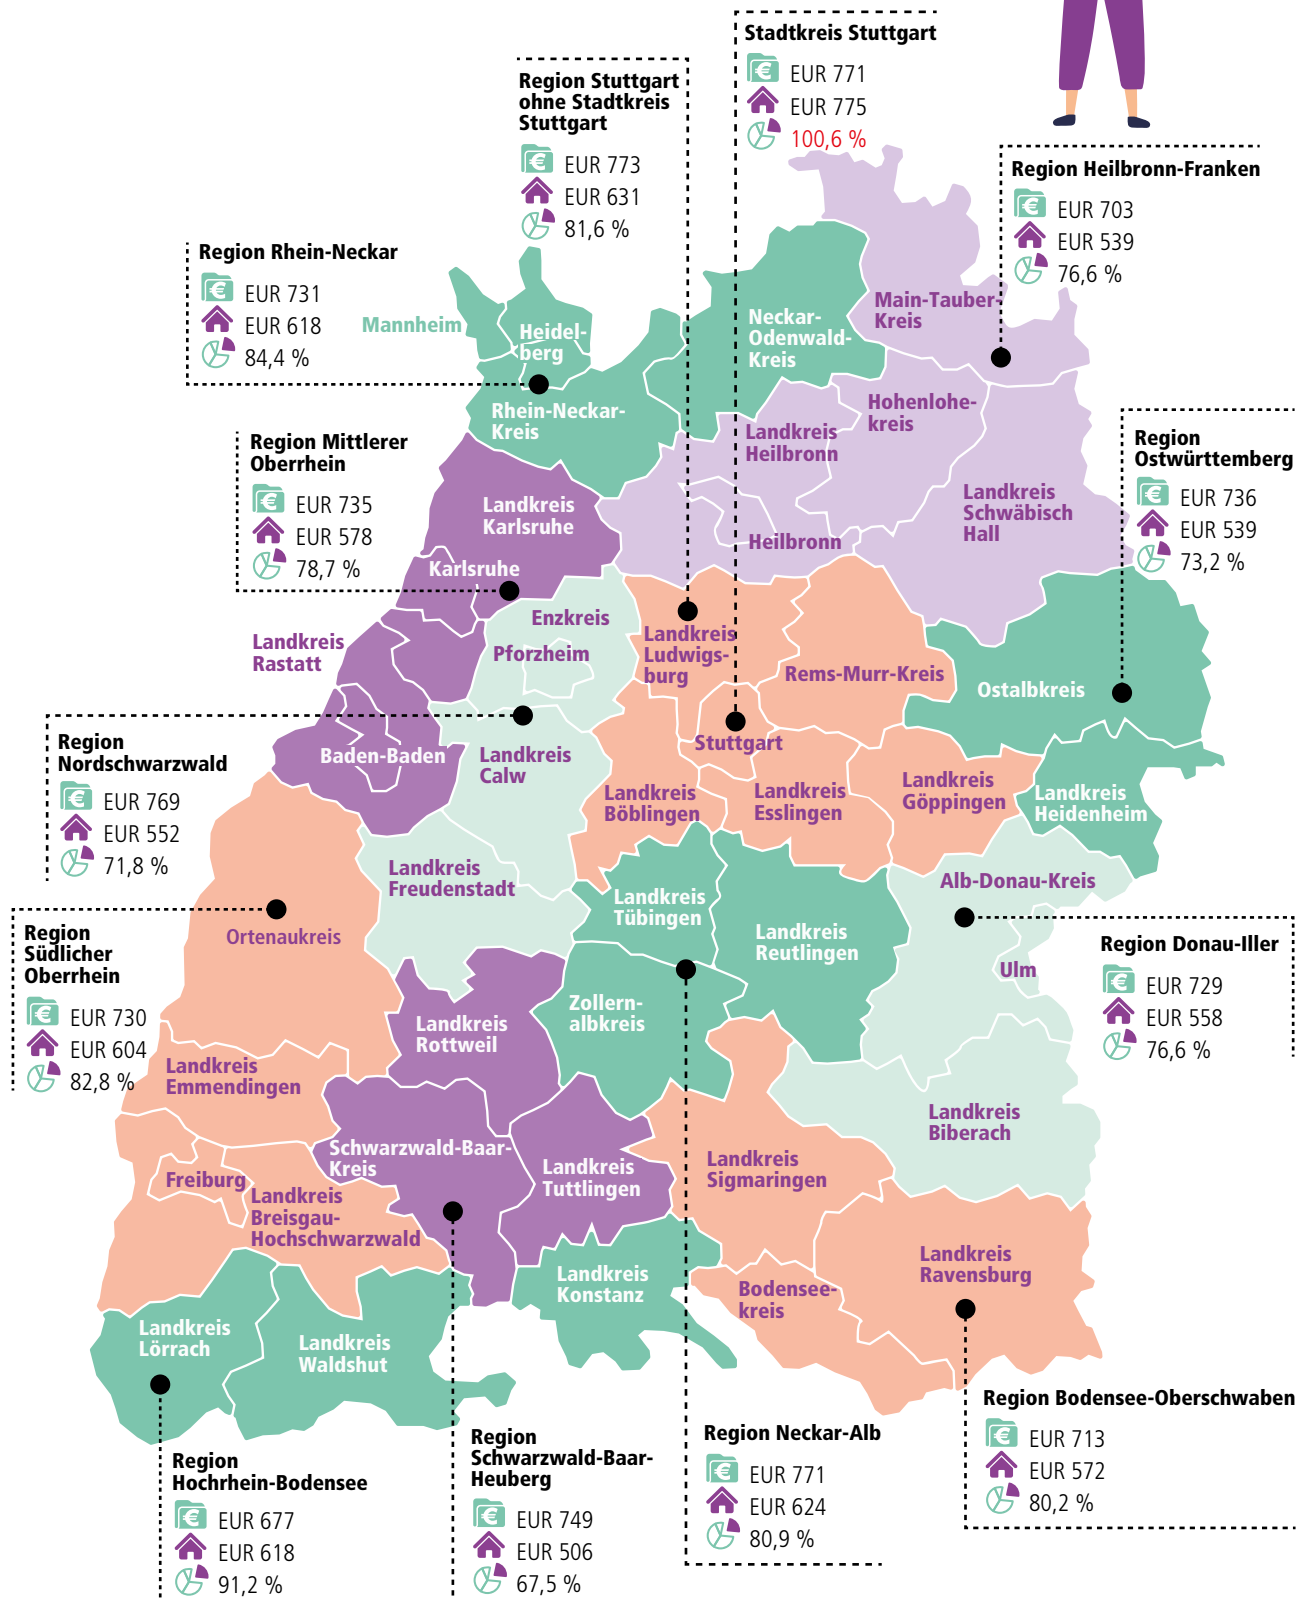 Stadtkreis Stuttgart
EUR 771
EUR 775
100,6 %
Region Stuttgart
ohne Stadtkreis
Stuttgart
EUR 773
EUR 631
81,6 %
Region Heilbronn-Franken
EUR 703
EUR 539
76,6 %
Region Rhein-Neckar
EUR 731
EUR 618
84,4 %
Mannheim
Heidel-
berg
Rhein-Neckar-
Kreis
Neckar-
Odenwald-
Kreis
Main-Tauber-
Kreis
Hohenlohe-
kreis
Landkreis
Heilbronn
Landkreis
Schwäbisch
Hall
Heilbronn
Region
Ostwürttemberg
EUR 736
EUR 539
73,2 %
Region Mittlerer
Oberrhein
EUR 735
EUR 578
78,7 %
Landkreis
Karlsruhe
Karlsruhe
Landkreis
Rastatt
Baden-Baden
Enzkreis
Pforzheim
Landkreis
Calw
Landkreis
Freudenstadt
Landkreis
Ludwigs-
burg
Rems-Murr-Kreis
Stuttgart
Landkreis
Böblingen
Landkreis
Esslingen
Landkreis
Göppingen
Ostalbkreis
Landkreis
Heidenheim
Region
Nordschwarzwald
EUR 769
EUR 552
71,8 %
Region
Südlicher
Oberrhein
EUR 730
EUR 604
82,8 %
Ortenaukreis
Landkreis
Emmendingen
Freiburg
Landkreis
Breisgau-
Hochschwarzwald
Landkreis
Tübingen
Landkreis
Reutlingen
Zollern-
albkreis
Alb-Donau-Kreis
Ulm
Landkreis
Biberach
Region Donau-Iller
EUR 729
EUR 558
76,6 %
Landkreis
Rottweil
Schwarzwald-Baar-
Kreis
Landkreis
Tuttlingen
Landkreis
Sigmaringen
Landkreis
Ravensburg
Bodensee-
kreis
Landkreis
Konstanz
Landkreis
Lörrach
Landkreis
Waldshut
Region
Hochrhein-Bodensee
EUR 677
EUR 618
91,2 %
Region
Schwarzwald-Baar-
Heuberg
EUR 749
EUR 506
67,5 %
Region Neckar-Alb
EUR 771
EUR 624
80,9 %
Region Bodensee-Oberschwaben
EUR 713
EUR 572
80,2 %